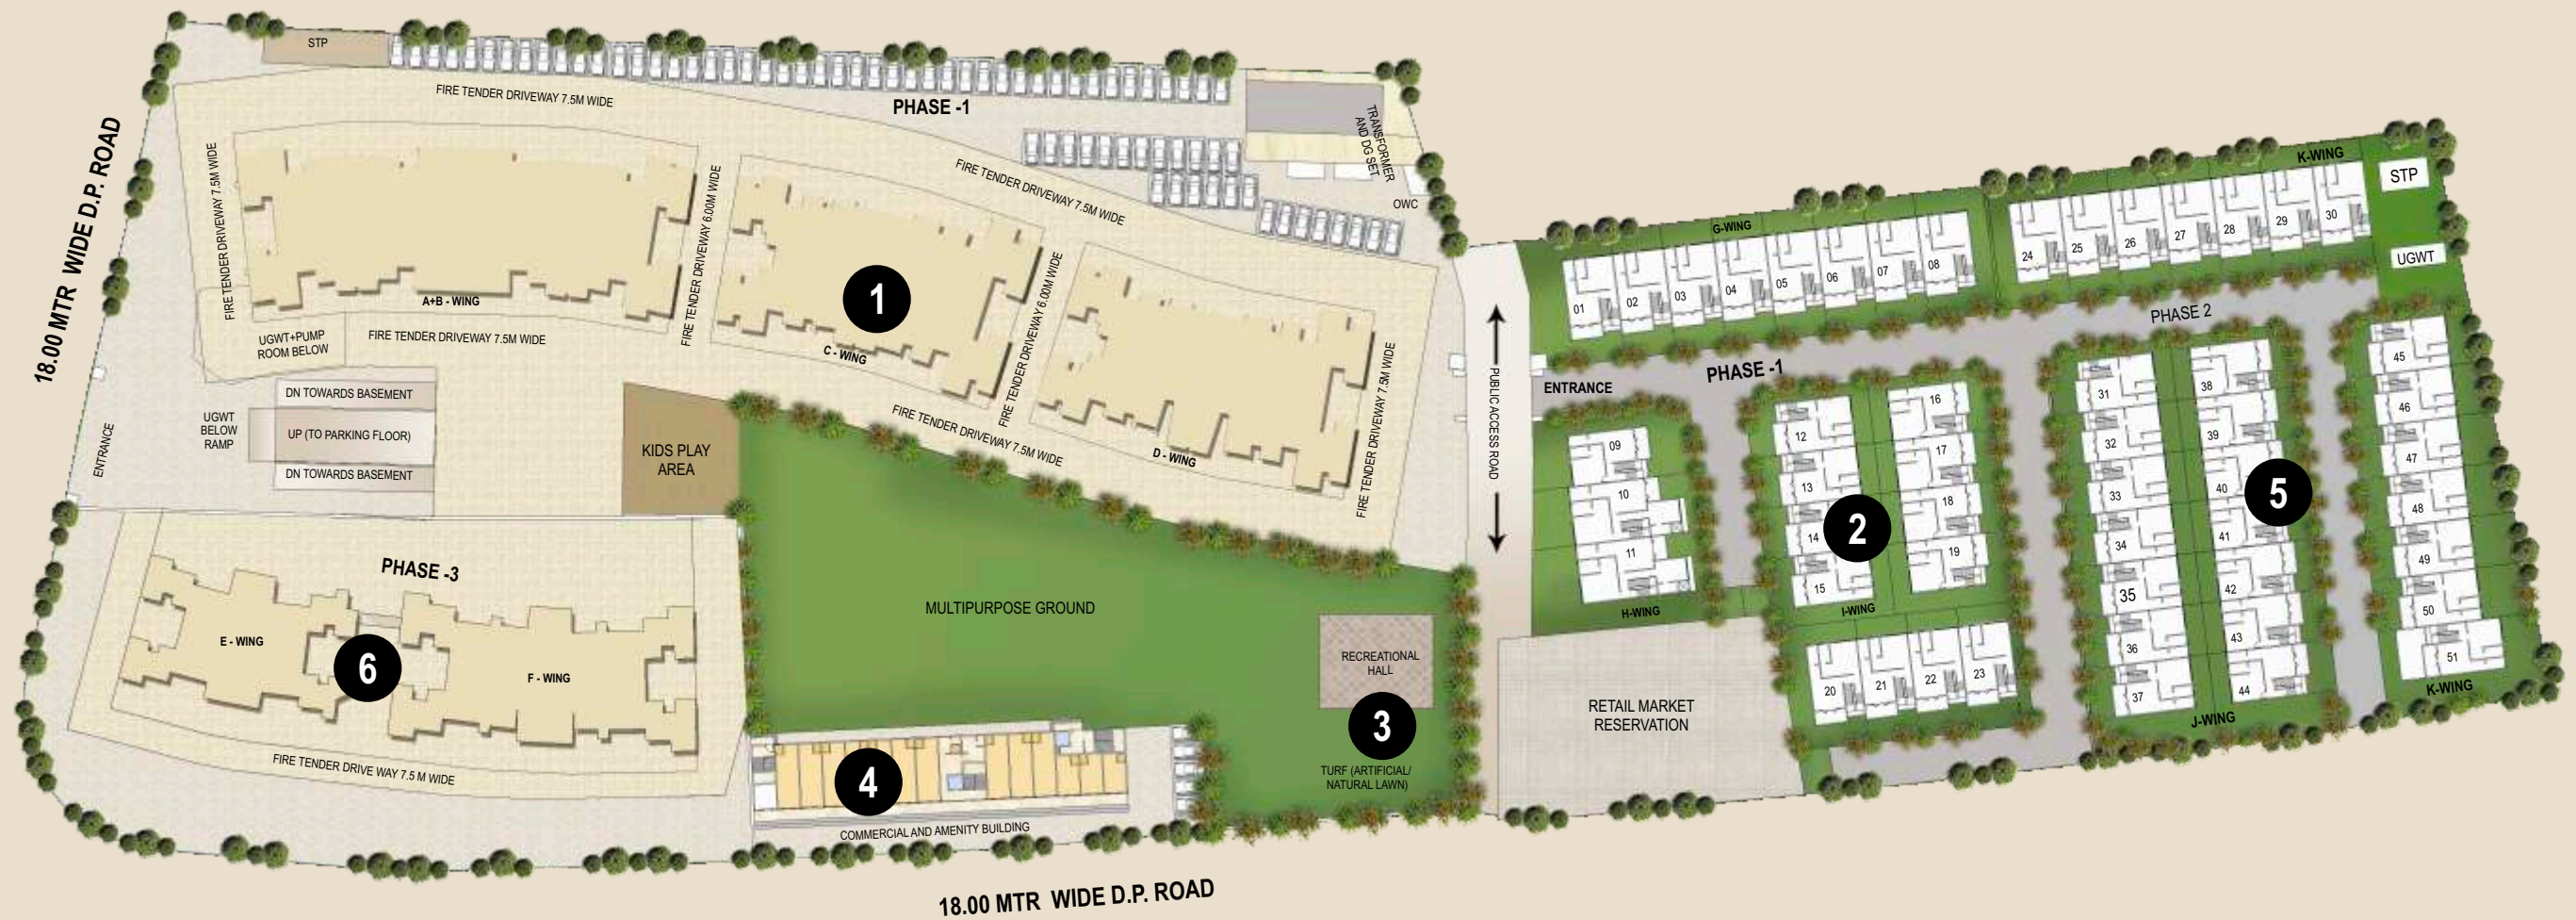 STP
FIRE TENDER DRIVEWAY 7.5M WIDE
PHASE -1
TRANSFORMER
AND DG SET
OWC
18.00 MTR  WIDE D.P. ROAD
FIRE TENDER DRIVEWAY 7.5M WIDE
FIRE TENDER DRIVEWAY 6.00M WIDE
FIRE TENDER DRIVEWAY 7.5M WIDE
A+B - WING
1
C - WING
FIRE TENDER DRIVEWAY 6.00M WIDE
UGWT+PUMP
ROOM BELOW
FIRE TENDER DRIVEWAY 7.5M WIDE
FIRE TENDER DRIVEWAY 7.5M WIDE
D - WING
FIRE TENDER DRIVEWAY 7.5M WIDE
ENTRANCE
UGWT
BELOW
RAMP
DN TOWARDS BASEMENT
UP (TO PARKING FLOOR)
DN TOWARDS BASEMENT
KIDS PLAY
AREA
PHASE -3
E - WING
6
F - WING
FIRE TENDER DRIVE WAY 7.5 M WIDE
MULTIPURPOSE GROUND
RECREATIONAL
HALL
3
TURF (ARTIFICIAL/
NATURAL LAWN)
4
COMMERCIAL AND AMENITY BUILDING
18.00 MTR  WIDE D.P. ROAD
PUBLIC ACCESS ROAD
G-WING
01
02
03
04
05
06
07
08
K-WING
24
25
26
27
28
29
30
STP
UGWT
PHASE 2
PHASE -1
ENTRANCE
09
10
11
H-WING
12
13
14
15
2
16
17
18
19
I-WING
20
21
22
23
RETAIL MARKET
RESERVATION
31
32
33
34
35
36
37
38
39
40
41
42
43
44
5
J-WING
45
46
47
48
49
50
51
K-WING